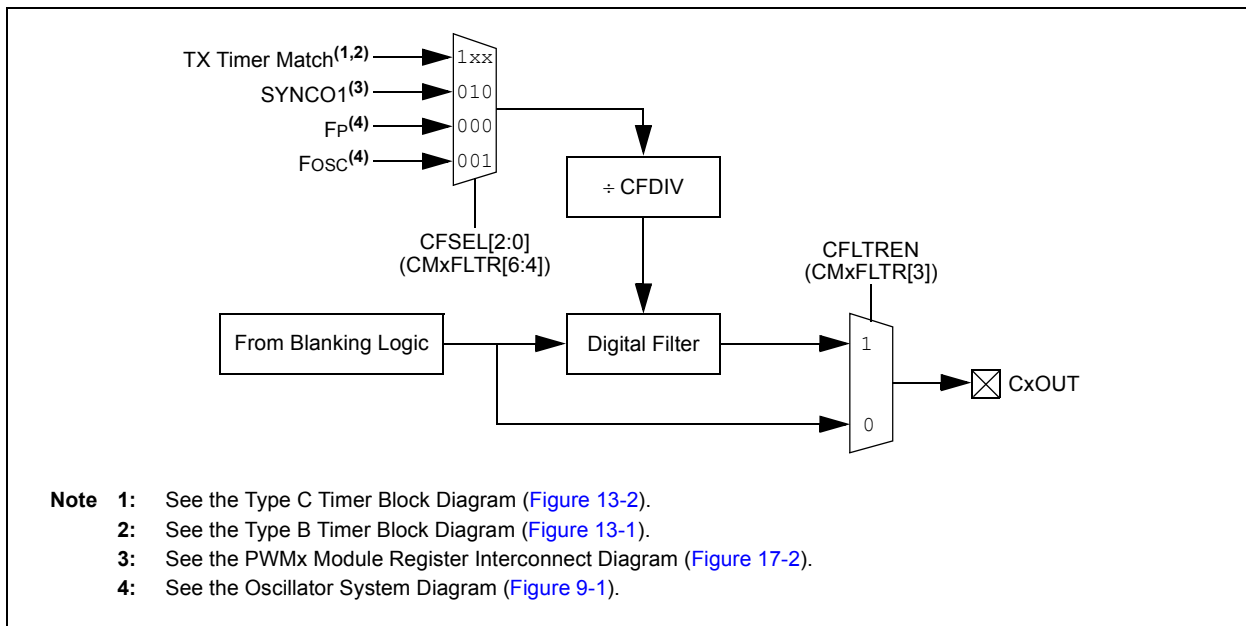 TX Timer Match(1,2)
1xx
SYNCO1(3)
010
FP(4)
000
FOSC(4)
001
÷ CFDIV
CFSEL[2:0]
(CMxFLTR[6:4])
CFLTREN
(CMxFLTR[3])
From Blanking Logic
Digital Filter
1
CxOUT
0
Note 1: See the Type C Timer Block Diagram (Figure 13-2).
2: See the Type B Timer Block Diagram (Figure 13-1).
3: See the PWMx Module Register Interconnect Diagram (Figure 17-2).
4: See the Oscillator System Diagram (Figure 9-1).